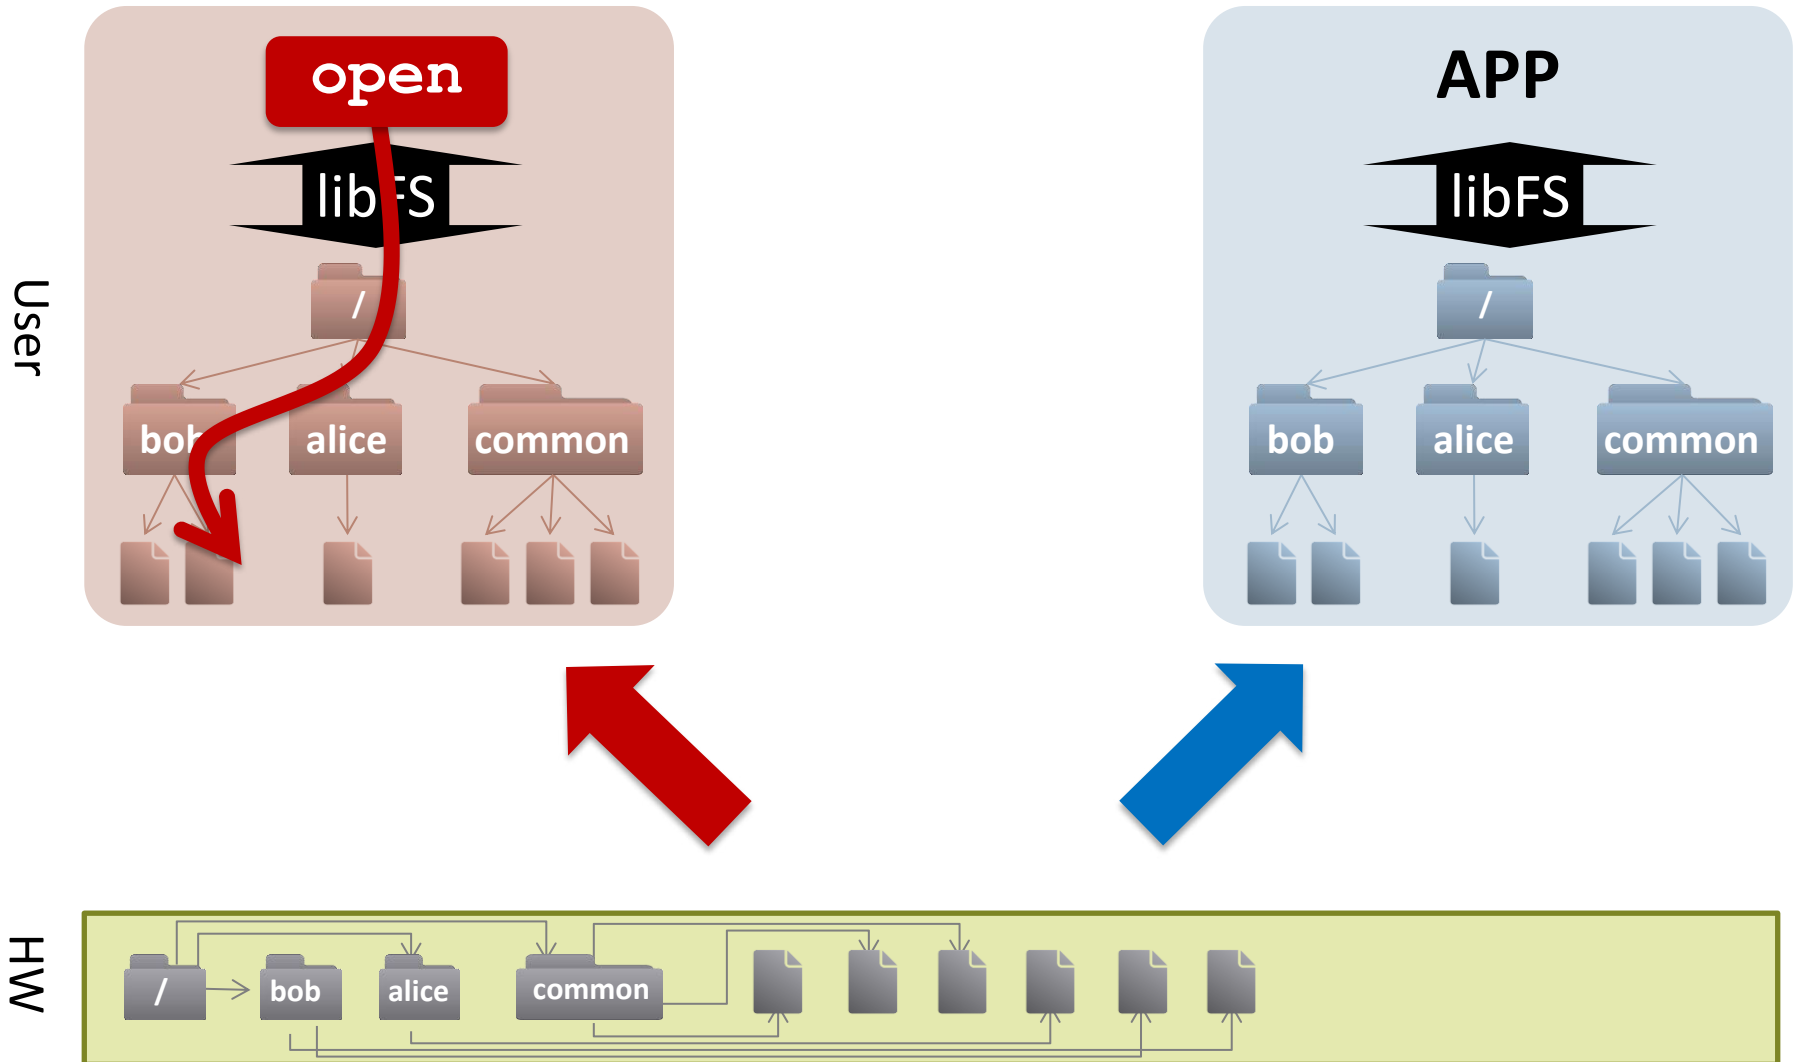 open
libFS
/
bob
alice
common
APP
libFS
/
bob
alice
common
User
HW
/
bob
alice
common